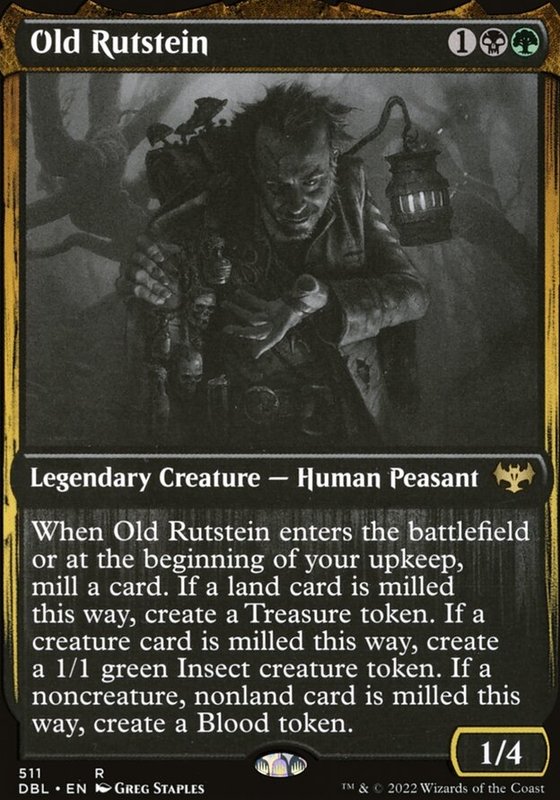 Old Rutstein 1
Legendary Creature — Human Peasant
When Old Rutstein enters the battlefield
or at the beginning of your upkeep,
mill a card. If a land card is milled
this way, create a Treasure token. If a
creature card is milled this way, create
a 1/1 green Insect creature token. If a
noncreature, nonland card is milled this
way, create a Blood token.
1/4
511 R
DBL • EN Greg Staples
™ & © 2022 Wizards of the Coast